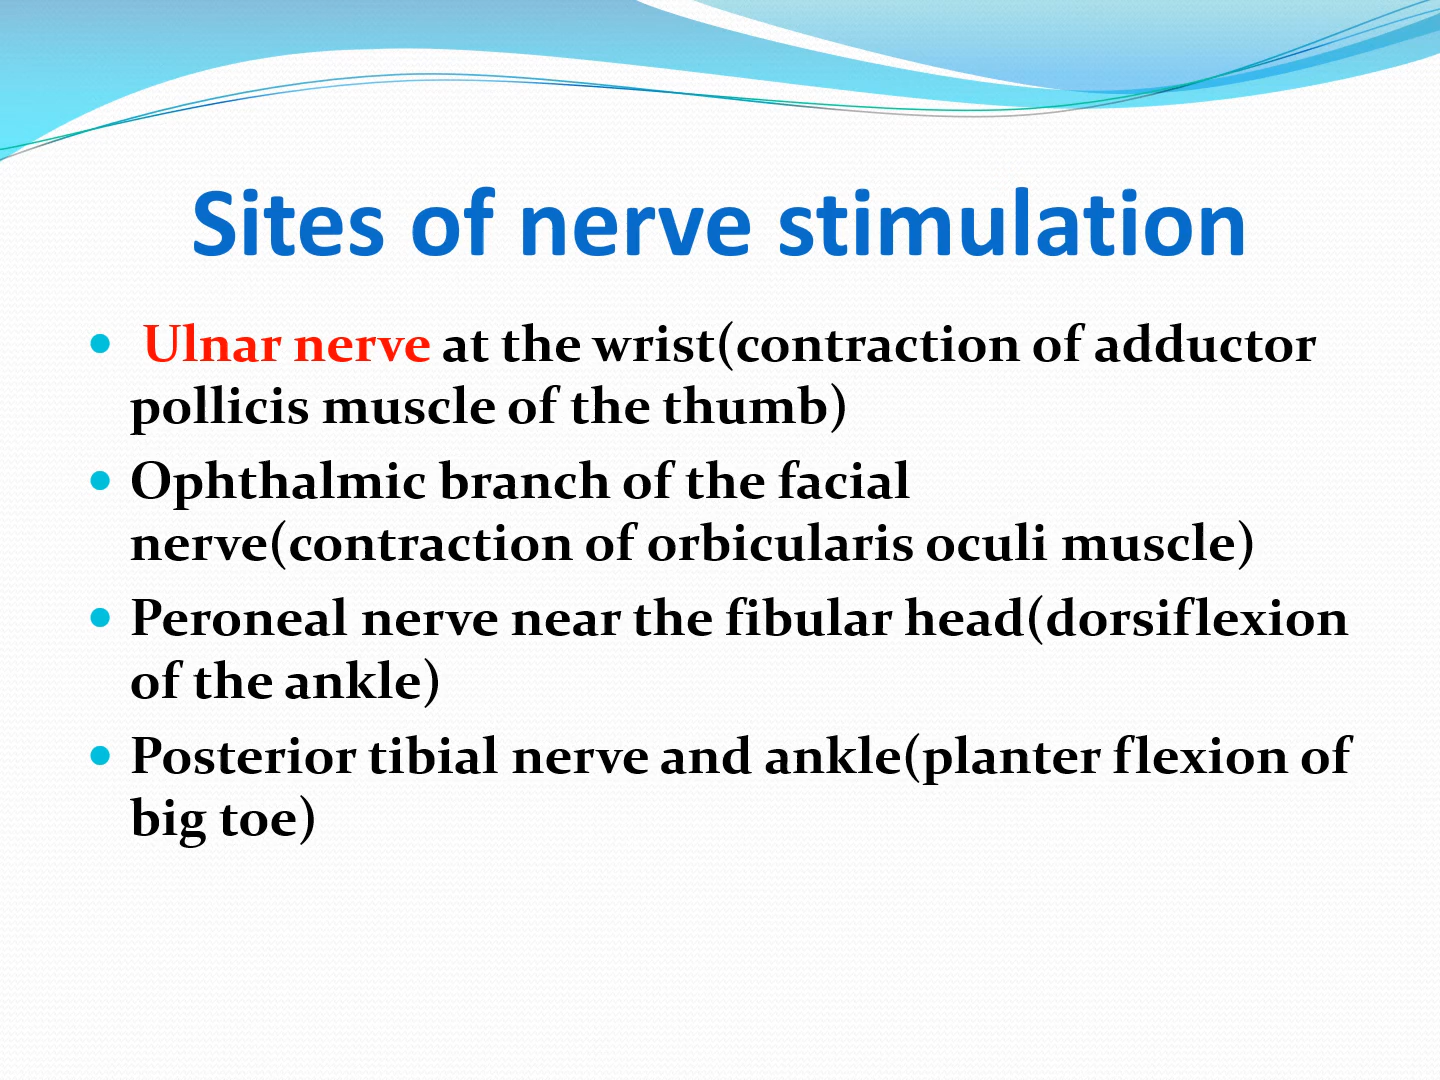 Sites of nerve stimulation
Ulnar nerve at the wrist(contraction of adductor
pollicis muscle of the thumb)
Ophthalmic branch of the facial
nerve(contraction of orbicularis oculi muscle)
Peroneal nerve near the fibular head(dorsiflexion
of the ankle)
Posterior tibial nerve and ankle(planter flexion of
big toe)